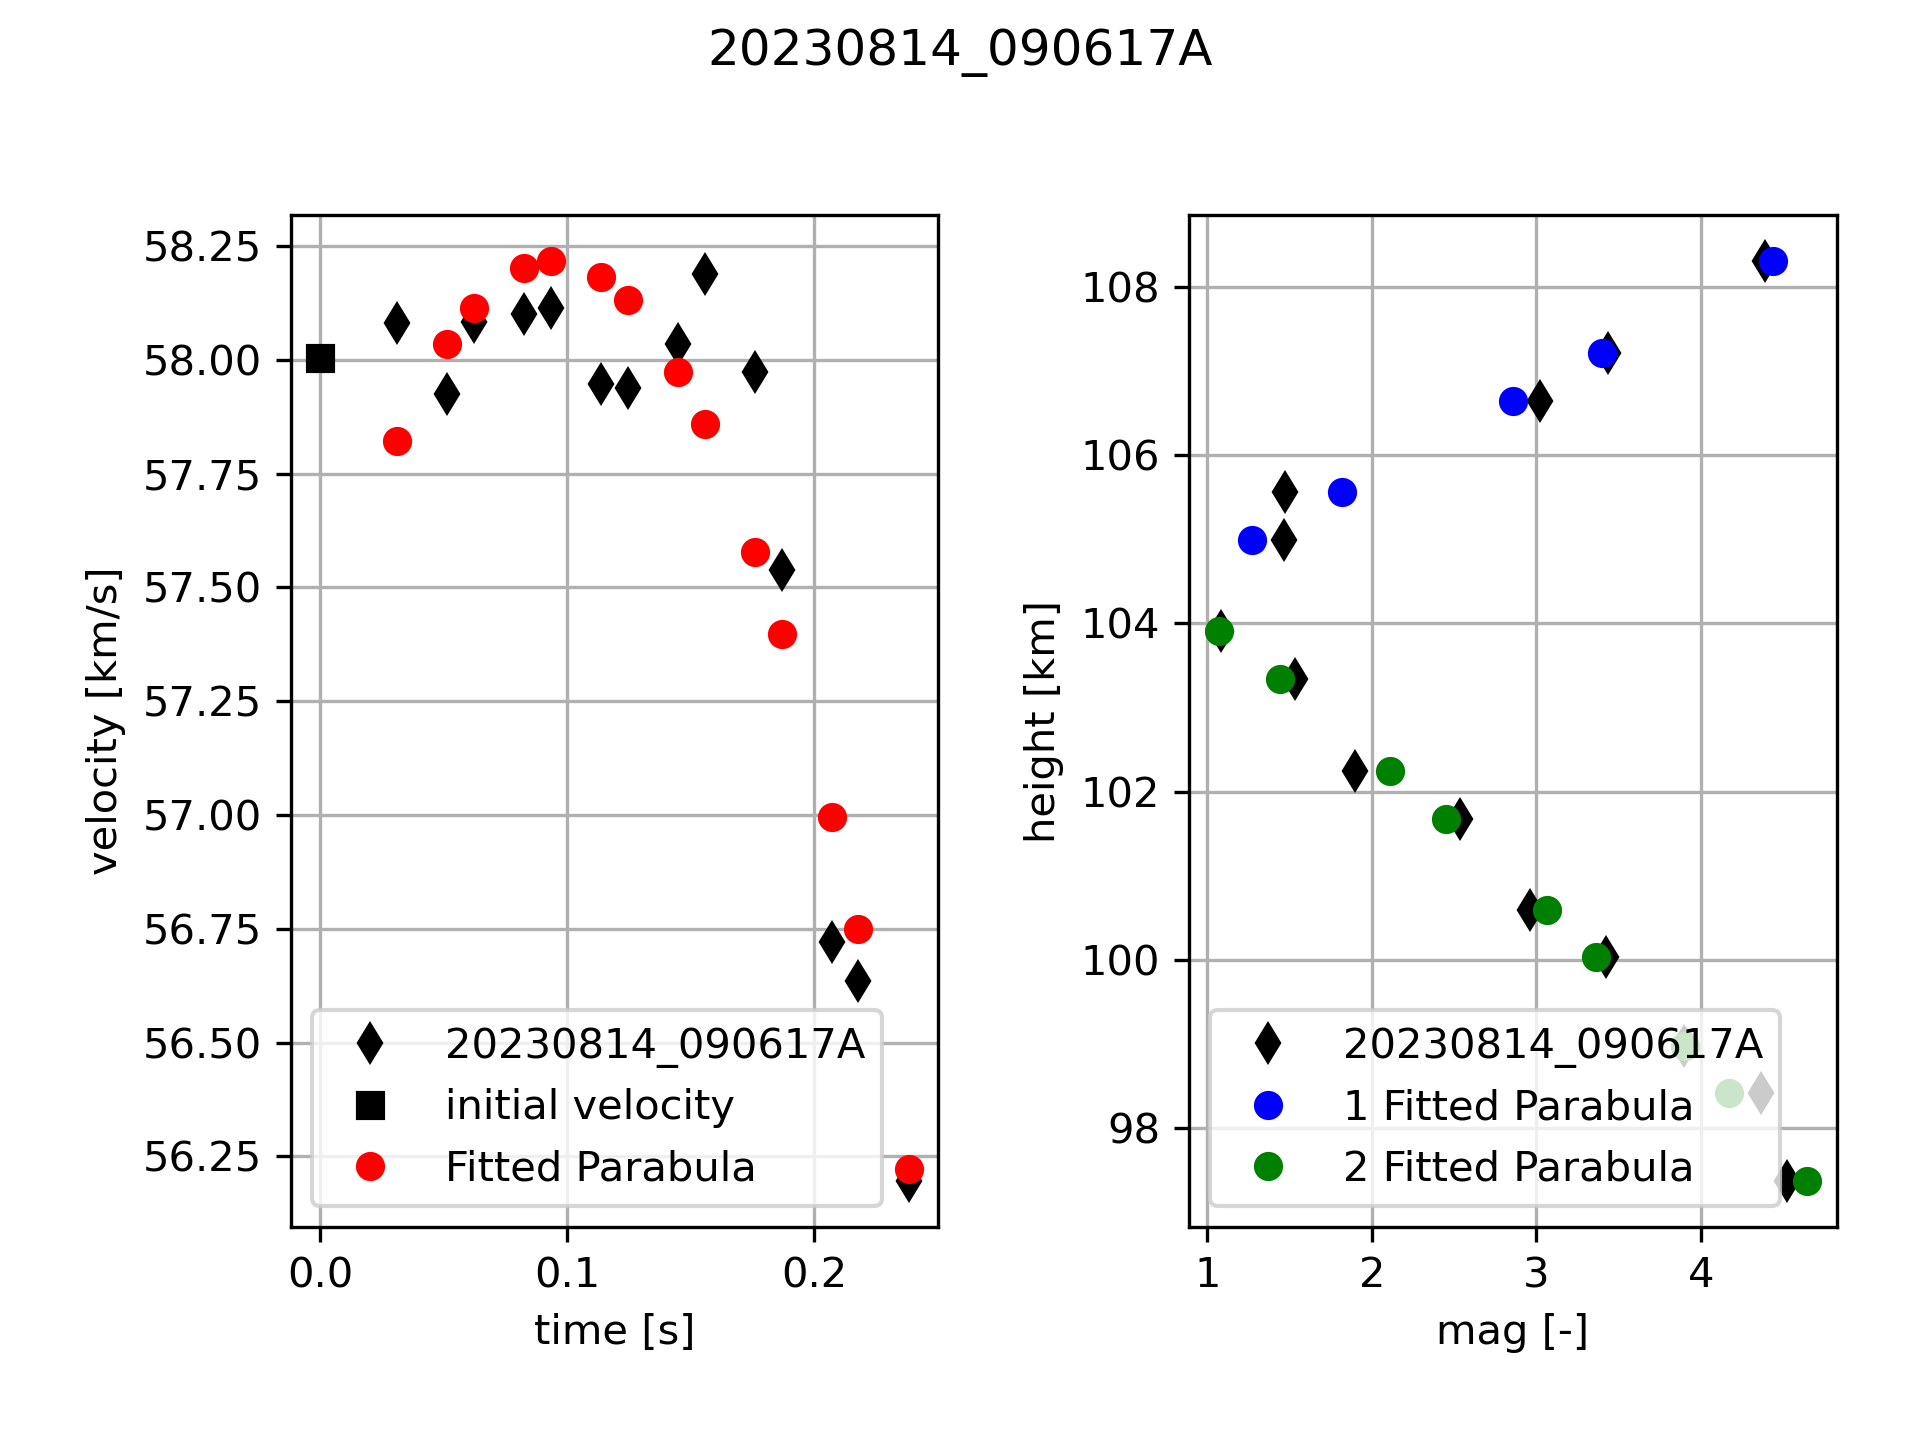 20230814_090617A
58.25
58.00
57.75
57.50
57.25
57.00
56.75
56.50
56.25
velocity [km/s]
0.0 0.1 0.2
time [s]
20230814_090617A
initial velocity
Fitted Parabula
108
106
104
102
100
98
height [km]
1 2 3 4
mag [-]
20230814_090617A
1 Fitted Parabula
2 Fitted Parabula